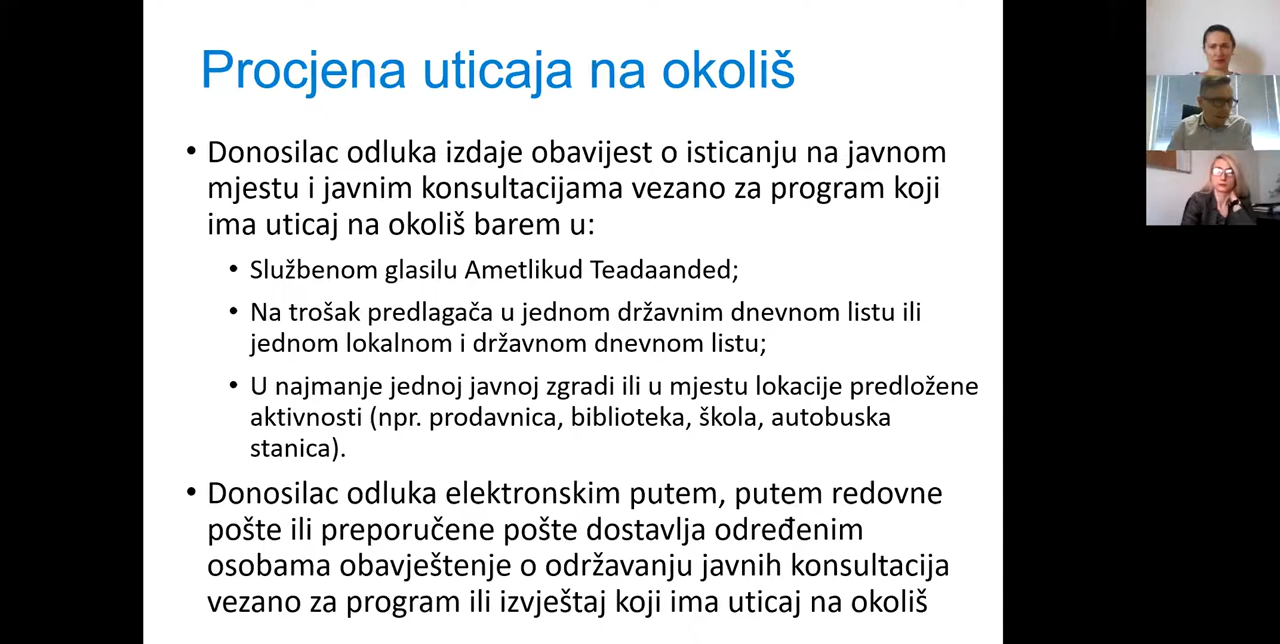 Procjena uticaja na okoliš
• Donosilac odluka izdaje obavijest o isticanju na javnom
mjestu i javnim konsultacijama vezano za program koji
ima uticaj na okoliš barem u:
• Službenom glasilu Ametlikud Teadaanded;
• Na trošak predlagača u jednom državnim dnevnom listu ili
jednom lokalnom i državnom dnevnom listu;
• U najmanje jednoj javnoj zgradi ili u mjestu lokacije predložene
aktivnosti (npr. prodavnica, biblioteka, škola, autobuska
stanica).
• Donosilac odluka elektronskim putem, putem redovne
pošte ili preporučene pošte dostavlja određenim
osobama obavještenje o održavanju javnih konsultacija
vezano za program ili izvještaj koji ima uticaj na okoliš